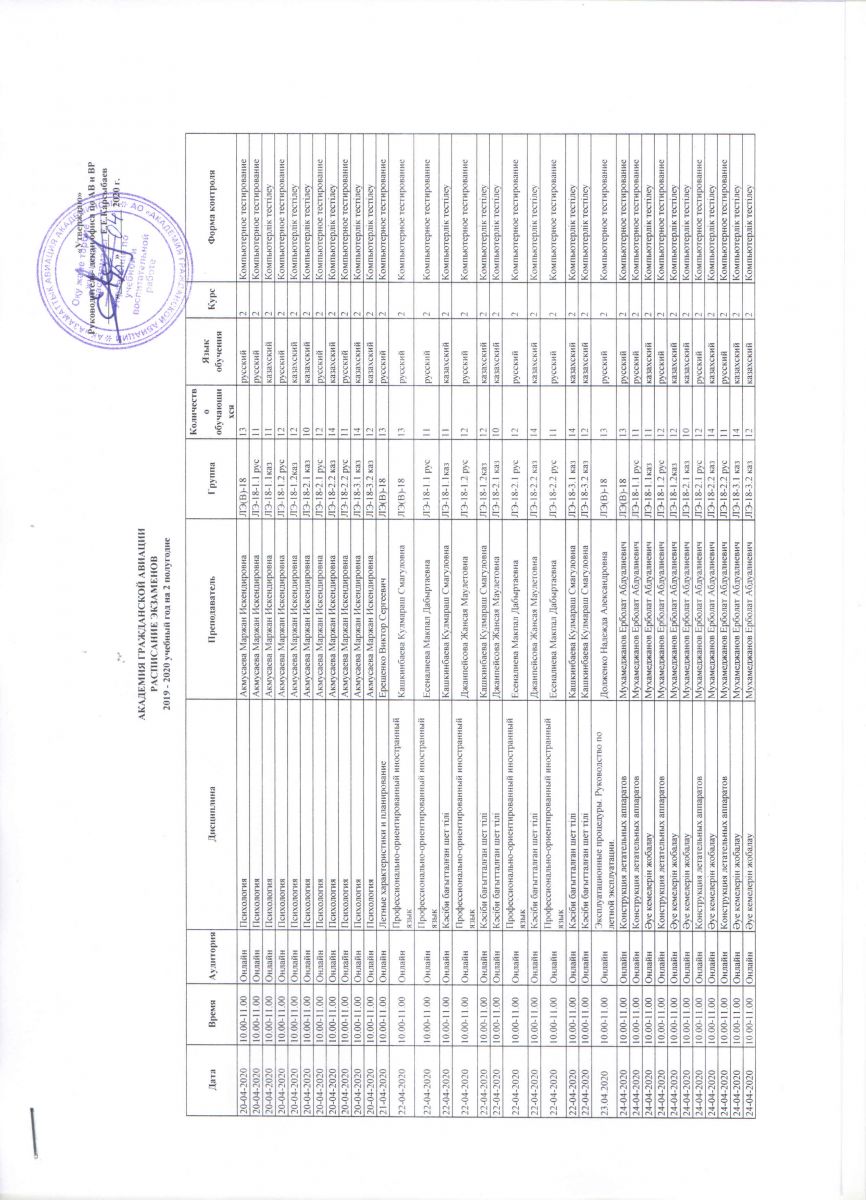 «Утверждаю»
Руководитель деканофиса по АВ и ВР
Е.Е.Карсыбаев
2020 г.
АКАДЕМИЯ ГРАЖДАНСКОЙ АВИАЦИИ
РАСПИСАНИЕ ЭКЗАМЕНОВ
2019 - 2020 учебный год на 2 полугодие
Дата Время Аудитория Дисциплина Преподаватель Группа Количество обучающихся Язык обучения Курс Форма контроля
20-04-2020 10.00-11.00 Онлайн Психология Акмусаева Маржан Искендировна ЛЭ(В)-18 13 русский 2 Компьютерное тестирование
20-04-2020 10.00-11.00 Онлайн Психология Акмусаева Маржан Искендировна ЛЭ-18-1.1 рус 11 русский 2 Компьютерное тестирование
20-04-2020 10.00-11.00 Онлайн Психология Акмусаева Маржан Искендировна ЛЭ-18-1.1каз 11 казахский 2 Компьютерлік тестілеу
20-04-2020 10.00-11.00 Онлайн Психология Акмусаева Маржан Искендировна ЛЭ-18-1.2 рус 12 русский 2 Компьютерное тестирование
20-04-2020 10.00-11.00 Онлайн Психология Акмусаева Маржан Искендировна ЛЭ-18-1.2каз 12 казахский 2 Компьютерлік тестілеу
20-04-2020 10.00-11.00 Онлайн Психология Акмусаева Маржан Искендировна ЛЭ-18-2.1 каз 10 казахский 2 Компьютерлік тестілеу
20-04-2020 10.00-11.00 Онлайн Психология Акмусаева Маржан Искендировна ЛЭ-18-2.1 рус 12 русский 2 Компьютерное тестирование
20-04-2020 10.00-11.00 Онлайн Психология Акмусаева Маржан Искендировна ЛЭ-18-2.2 каз 14 казахский 2 Компьютерлік тестілеу
20-04-2020 10.00-11.00 Онлайн Психология Акмусаева Маржан Искендировна ЛЭ-18-2.2 рус 11 русский 2 Компьютерное тестирование
20-04-2020 10.00-11.00 Онлайн Психология Акмусаева Маржан Искендировна ЛЭ-18-3.1 каз 14 казахский 2 Компьютерлік тестілеу
20-04-2020 10.00-11.00 Онлайн Психология Акмусаева Маржан Искендировна ЛЭ-18-3.2 каз 12 казахский 2 Компьютерлік тестілеу
21-04-2020 10.00-11.00 Онлайн Летные характеристики и планирование Ерещенко Виктор Сергеевич ЛЭ(В)-18 13 русский 2 Компьютерное тестирование
22-04-2020 10.00-11.00 Онлайн Профессионально-ориентированный иностранный язык Кашкинбаева Кулмараш Смагуловна ЛЭ(В)-18 13 русский 2 Компьютерное тестирование
22-04-2020 10.00-11.00 Онлайн Профессионально-ориентированный иностранный язык Есеналиева Макпал Дабыртаевна ЛЭ-18-1.1 рус 11 русский 2 Компьютерное тестирование
22-04-2020 10.00-11.00 Онлайн Кәсіби бағытталған шет тілі Кашкинбаева Кулмараш Смагуловна ЛЭ-18-1.1каз 11 казахский 2 Компьютерлік тестілеу
22-04-2020 10.00-11.00 Онлайн Профессионально-ориентированный иностранный язык Джанпейсова Жансая Маулетовна ЛЭ-18-1.2 рус 12 русский 2 Компьютерное тестирование
22-04-2020 10.00-11.00 Онлайн Кәсіби бағытталған шет тілі Кашкинбаева Кулмараш Смагуловна ЛЭ-18-1.2каз 12 казахский 2 Компьютерлік тестілеу
22-04-2020 10.00-11.00 Онлайн Кәсіби бағытталған шет тілі Джанпейсова Жансая Маулетовна ЛЭ-18-2.1 каз 10 казахский 2 Компьютерлік тестілеу
22-04-2020 10.00-11.00 Онлайн Профессионально-ориентированный иностранный язык Есеналиева Макпал Дабыртаевна ЛЭ-18-2.1 рус 12 русский 2 Компьютерное тестирование
22-04-2020 10.00-11.00 Онлайн Кәсіби бағытталған шет тілі Джанпейсова Жансая Маулетовна ЛЭ-18-2.2 каз 14 казахский 2 Компьютерлік тестілеу
22-04-2020 10.00-11.00 Онлайн Профессионально-ориентированный иностранный язык Есеналиева Макпал Дабыртаевна ЛЭ-18-2.2 рус 11 русский 2 Компьютерное тестирование
22-04-2020 10.00-11.00 Онлайн Кәсіби бағытталған шет тілі Кашкинбаева Кулмараш Смагуловна ЛЭ-18-3.1 каз 14 казахский 2 Компьютерлік тестілеу
22-04-2020 10.00-11.00 Онлайн Кәсіби бағытталған шет тілі Кашкинбаева Кулмараш Смагуловна ЛЭ-18-3.2 каз 12 казахский 2 Компьютерлік тестілеу
23.04.2020 10.00-11.00 Онлайн Эксплуатационные процедуры. Руководство по летной эксплуатации. Долженко Надежда Александровна ЛЭ(В)-18 13 русский 2 Компьютерное тестирование
24-04-2020 10.00-11.00 Онлайн Конструкция летательных аппаратов Мухамеджанов Ерболат Абдуалиевич ЛЭ(В)-18 13 русский 2 Компьютерное тестирование
24-04-2020 10.00-11.00 Онлайн Конструкция летательных аппаратов Мухамеджанов Ерболат Абдуалиевич ЛЭ-18-1.1 рус 11 русский 2 Компьютерное тестирование
24-04-2020 10.00-11.00 Онлайн Әуе кемелерін жобалау Мухамеджанов Ерболат Абдуалиевич ЛЭ-18-1.1каз 11 казахский 2 Компьютерлік тестілеу
24-04-2020 10.00-11.00 Онлайн Конструкция летательных аппаратов Мухамеджанов Ерболат Абдуалиевич ЛЭ-18-1.2 рус 12 русский 2 Компьютерное тестирование
24-04-2020 10.00-11.00 Онлайн Әуе кемелерін жобалау Мухамеджанов Ерболат Абдуалиевич ЛЭ-18-1.2каз 12 казахский 2 Компьютерлік тестілеу
24-04-2020 10.00-11.00 Онлайн Әуе кемелерін жобалау Мухамеджанов Ерболат Абдуалиевич ЛЭ-18-2.1 каз 10 казахский 2 Компьютерлік тестілеу
24-04-2020 10.00-11.00 Онлайн Конструкция летательных аппаратов Мухамеджанов Ерболат Абдуалиевич ЛЭ-18-2.1 рус 12 русский 2 Компьютерное тестирование
24-04-2020 10.00-11.00 Онлайн Әуе кемелерін жобалау Мухамеджанов Ерболат Абдуалиевич ЛЭ-18-2.2 каз 14 казахский 2 Компьютерлік тестілеу
24-04-2020 10.00-11.00 Онлайн Конструкция летательных аппаратов Мухамеджанов Ерболат Абдуалиевич ЛЭ-18-2.2 рус 11 русский 2 Компьютерное тестирование
24-04-2020 10.00-11.00 Онлайн Әуе кемелерін жобалау Мухамеджанов Ерболат Абдуалиевич ЛЭ-18-3.1 каз 14 казахский 2 Компьютерлік тестілеу
24-04-2020 10.00-11.00 Онлайн Әуе кемелерін жобалау Мухамеджанов Ерболат Абдуалиевич ЛЭ-18-3.2 каз 12 казахский 2 Компьютерлік тестілеу